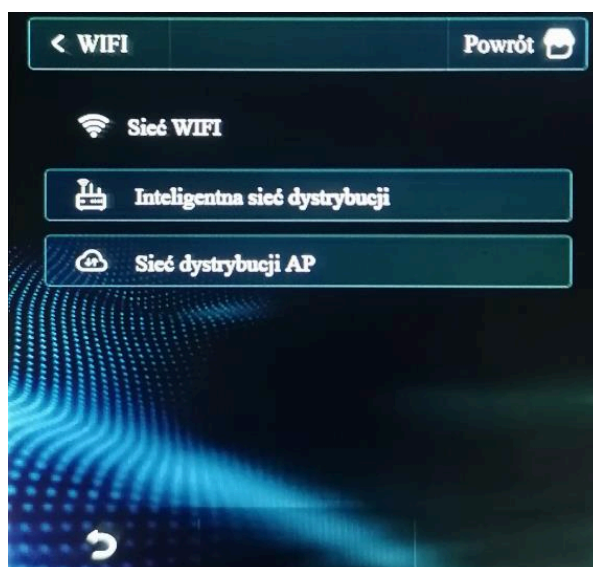 < WIFI
Powrót
Sieć WIFI
Inteligentna sieć dystrybucji
Sieć dystrybucji AP